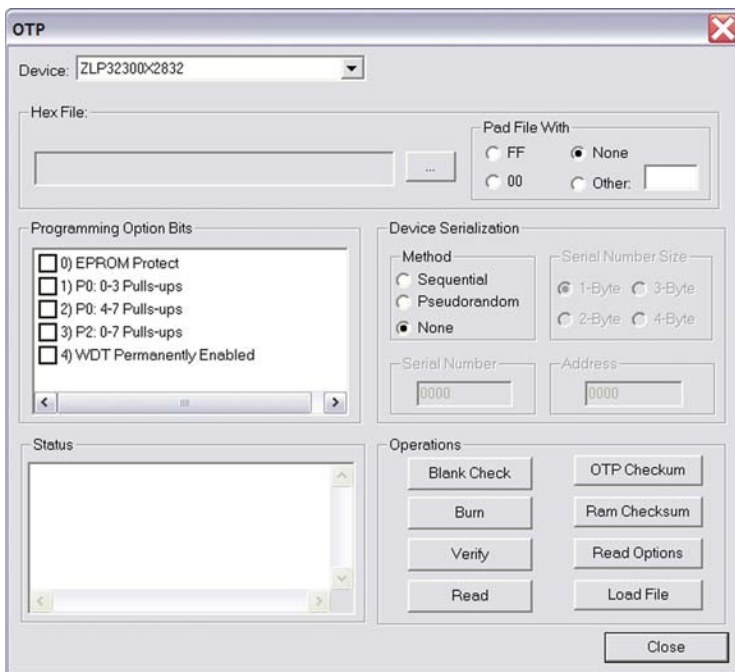 OTP
Device: ZLP32300X2832
Hex File:
...
Pad File With
FF
None
00
Other:
Programming Option Bits
0) EPROM Protect
1) P0: 0-3 Pulls-ups
2) P0: 4-7 Pulls-ups
3) P2: 0-7 Pulls-ups
4) WDT Permanently Enabled
Device Serialization
Method
Sequential
Pseudorandom
None
Serial Number Size
1-Byte
3-Byte
2-Byte
4-Byte
Serial Number
0000
Address
0000
Status
Operations
Blank Check
OTP Checkum
Burn
Ram Checksum
Verify
Read Options
Read
Load File
Close